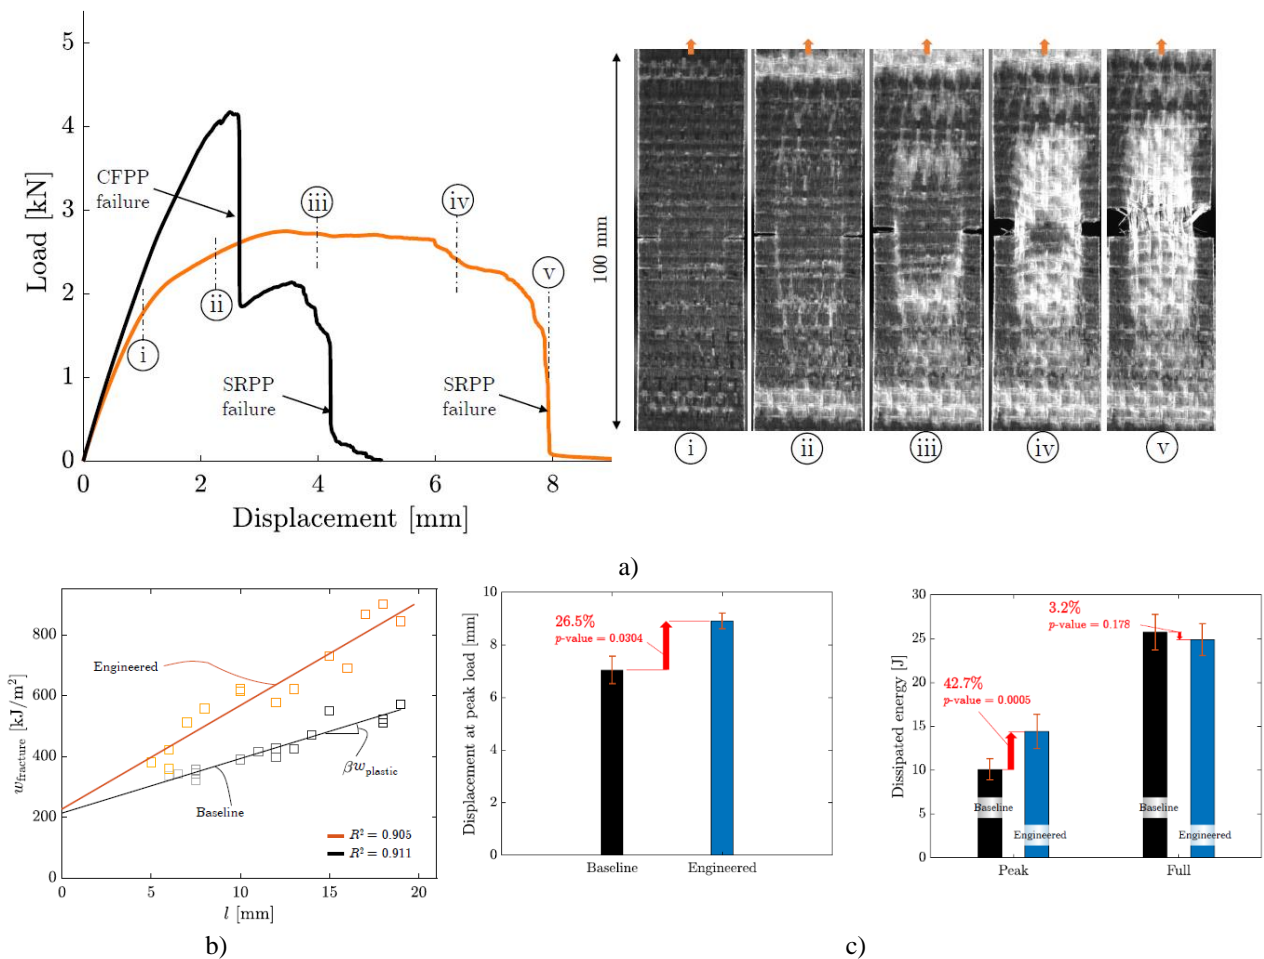 5
4
3
2
1
0
Load [kN]
0
2
4
6
8
Displacement [mm]
CFPP
failure
SRPP
failure
SRPP
failure
i
ii
iii
iv
v
100 mm
i
ii
iii
iv
v
a)
800
600
400
200
0
w_fracture [kJ/m²]
0
5
10
15
20
l [mm]
Engineered
Baseline
βw_plastic
R² = 0.905
R² = 0.911
b)
10
8
6
4
2
0
Displacement at peak load [mm]
26.5%
p-value = 0.0304
Baseline
Engineered
30
25
20
15
10
5
0
Dissipated energy [J]
3.2%
p-value = 0.178
42.7%
p-value = 0.0005
Baseline
Engineered
Baseline
Engineered
Peak
Full
c)